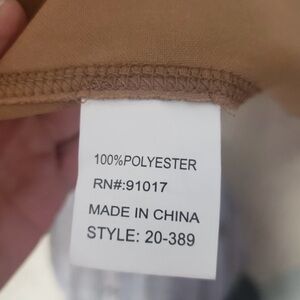 100%POLYESTER
RN#:91017
MADE IN CHINA
STYLE: 20-389